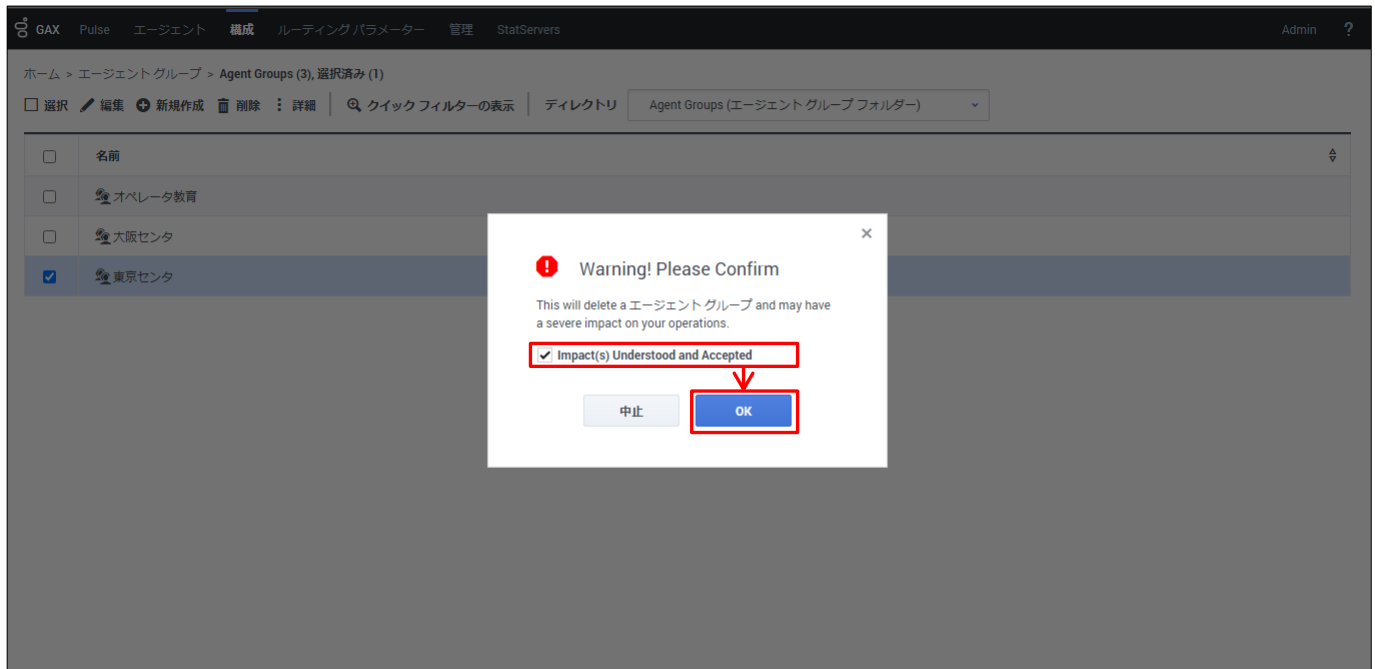 GAX Pulse エージェント 構成 ルーティング パラメーター 管理 StatServers Admin ?
ホーム > エージェント グループ > Agent Groups (3), 選択済み (1)
選択 編集 新規作成 削除 詳細 クイック フィルターの表示 ディレクトリ Agent Groups (エージェント グループ フォルダー)
名前
オペレータ教育
大阪センタ
東京センタ
Warning! Please Confirm
This will delete a エージェント グループ and may have
a severe impact on your operations.
Impact(s) Understood and Accepted
中止 OK